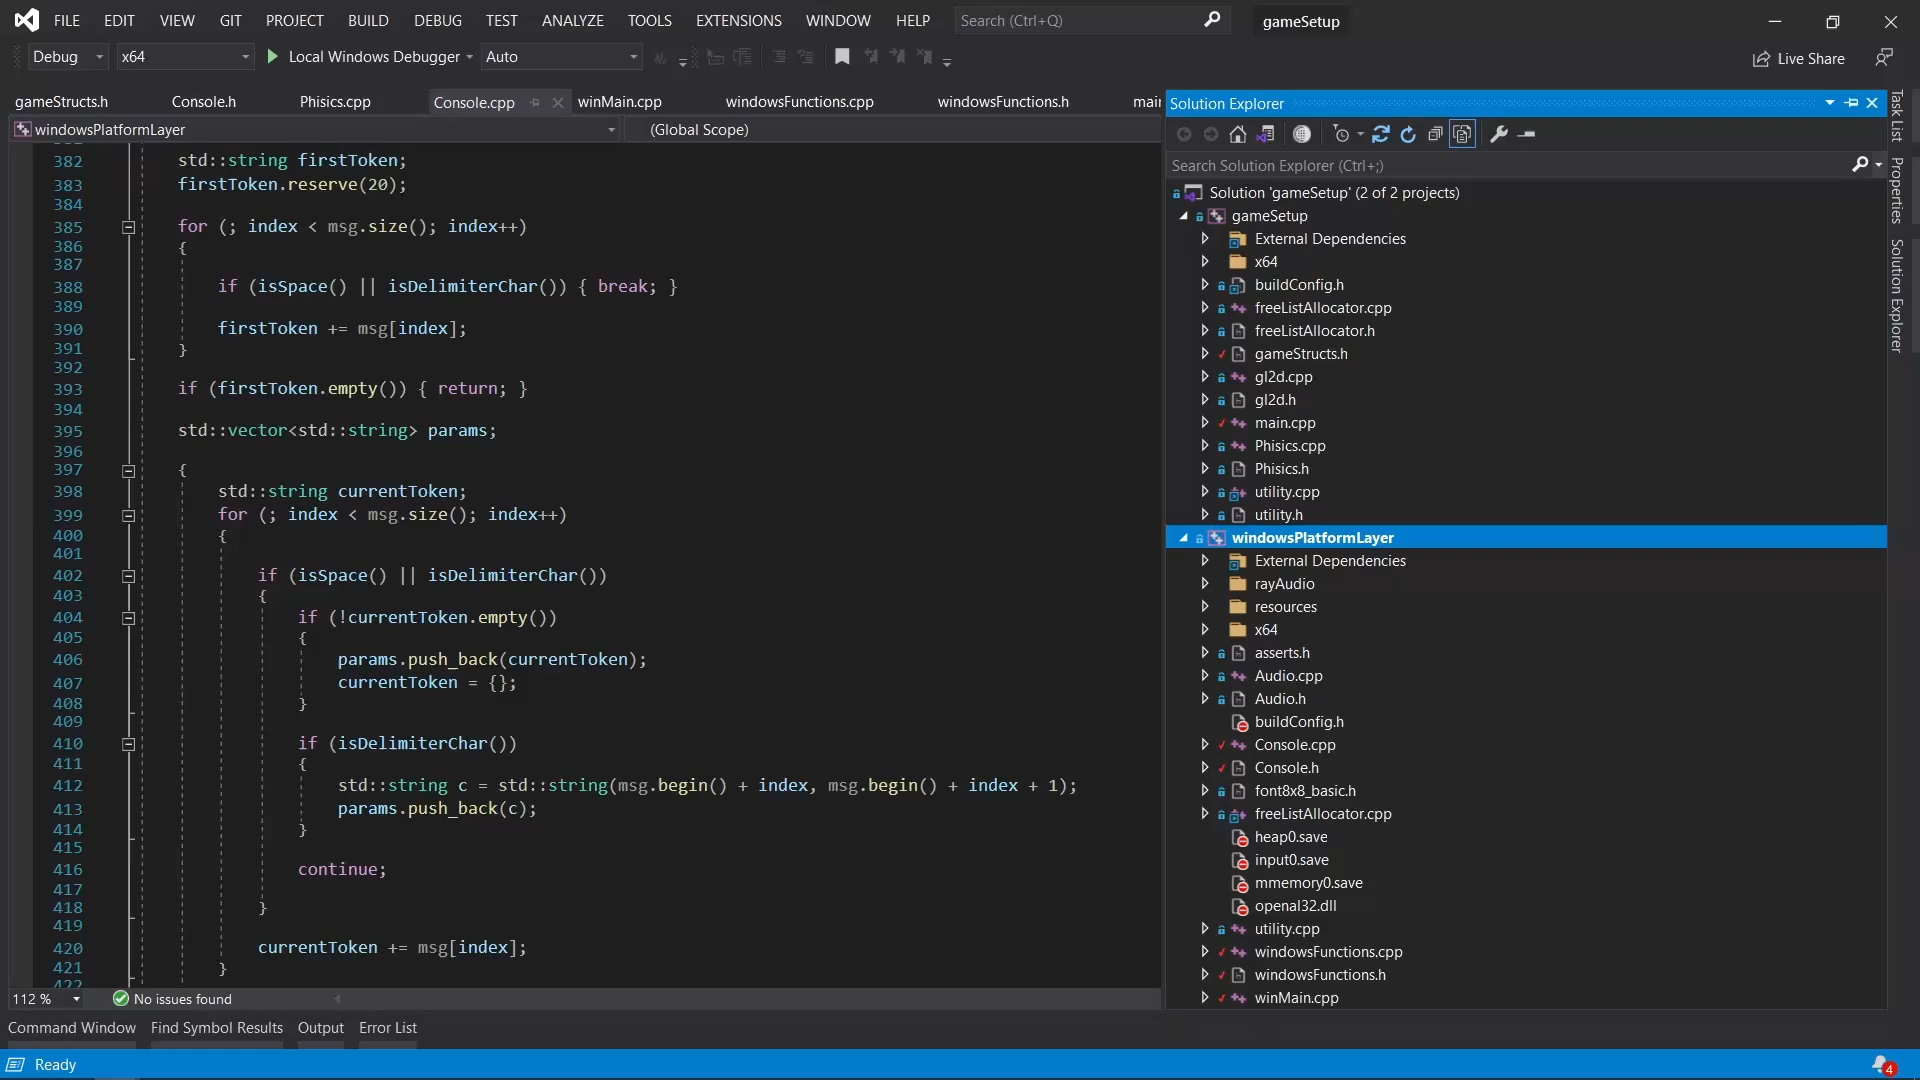 FILE EDIT VIEW GIT PROJECT BUILD DEBUG TEST ANALYZE TOOLS EXTENSIONS WINDOW HELP Search (Ctrl+Q) gameSetup
Debug x64 Local Windows Debugger Auto Live Share
gameStructs.h Console.h Phisics.cpp Console.cpp winMain.cpp windowsFunctions.cpp windowsFunctions.h main
windowsPlatformLayer (Global Scope)
382 std::string firstToken;
383 firstToken.reserve(20);
384
385 for (; index < msg.size(); index++)
386 {
387
388 if (isSpace() || isDelimiterChar()) { break; }
389
390 firstToken += msg[index];
391 }
392
393 if (firstToken.empty()) { return; }
394
395 std::vector<std::string> params;
396
397 {
398 std::string currentToken;
399 for (; index < msg.size(); index++)
400 {
401
402 if (isSpace() || isDelimiterChar())
403 {
404 if (!currentToken.empty())
405 {
406 params.push_back(currentToken);
407 currentToken = {};
408 }
409
410 if (isDelimiterChar())
411 {
412 std::string c = std::string(msg.begin() + index, msg.begin() + index + 1);
413 params.push_back(c);
414 }
415
416 continue;
417
418 }
419
420 currentToken += msg[index];
421 }
422
112 % No issues found
Solution Explorer
Search Solution Explorer (Ctrl+;)
Solution 'gameSetup' (2 of 2 projects)
gameSetup
External Dependencies
x64
buildConfig.h
freeListAllocator.cpp
freeListAllocator.h
gameStructs.h
gl2d.cpp
gl2d.h
main.cpp
Phisics.cpp
Phisics.h
utility.cpp
utility.h
windowsPlatformLayer
External Dependencies
rayAudio
resources
x64
asserts.h
Audio.cpp
Audio.h
buildConfig.h
Console.cpp
Console.h
font8x8_basic.h
freeListAllocator.cpp
heap0.save
input0.save
mmemory0.save
openal32.dll
utility.cpp
windowsFunctions.cpp
windowsFunctions.h
winMain.cpp
Task List
Properties
Solution Explorer
Command Window Find Symbol Results Output Error List
Ready 4